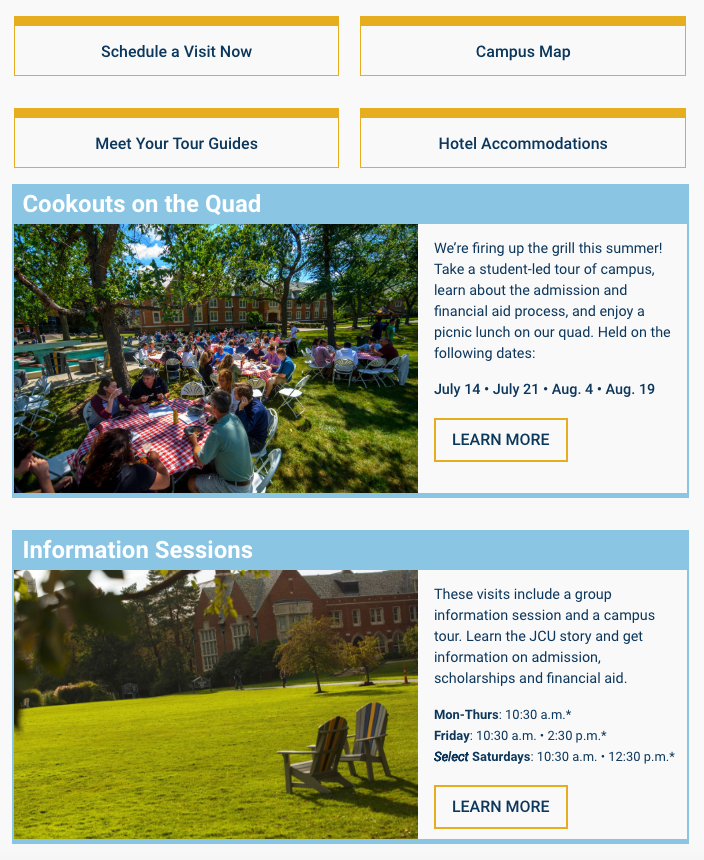 Schedule a Visit Now
Campus Map
Meet Your Tour Guides
Hotel Accommodations
Cookouts on the Quad
We’re firing up the grill this summer!
Take a student-led tour of campus,
learn about the admission and
financial aid process, and enjoy a
picnic lunch on our quad. Held on the
following dates:
July 14 • July 21 • Aug. 4 • Aug. 19
LEARN MORE
Information Sessions
These visits include a group
information session and a campus
tour. Learn the JCU story and get
information on admission,
scholarships and financial aid.
Mon-Thurs: 10:30 a.m.*
Friday: 10:30 a.m. • 2:30 p.m.*
Select Saturdays: 10:30 a.m. • 12:30 p.m.*
LEARN MORE